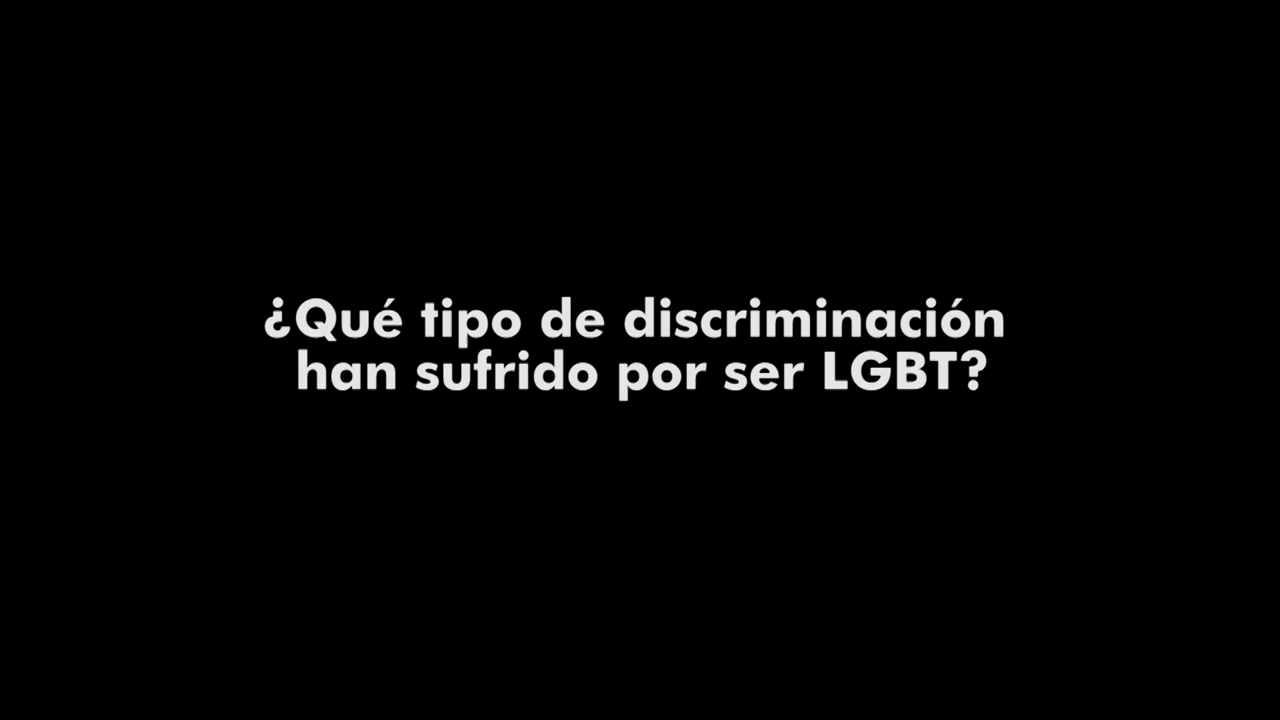 ¿Qué tipo de discriminación
han sufrido por ser LGBT?